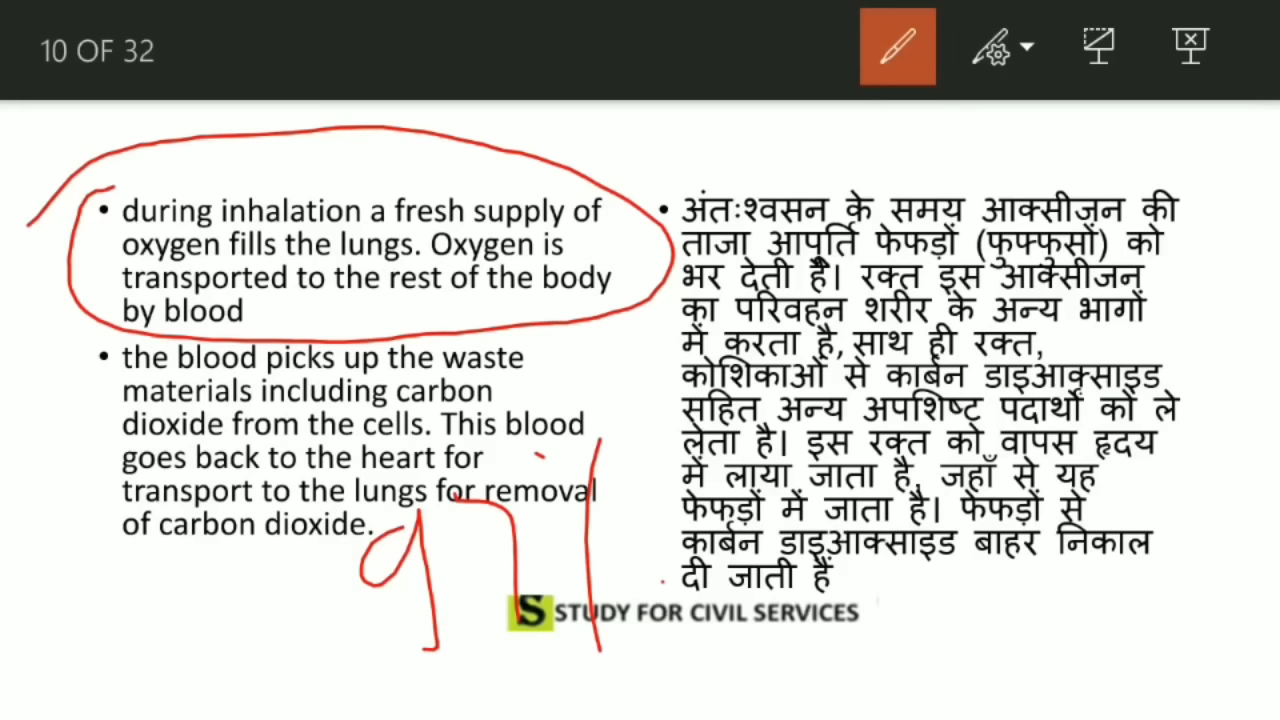 10 OF 32
• during inhalation a fresh supply of
oxygen fills the lungs. Oxygen is
transported to the rest of the body
by blood
• the blood picks up the waste
materials including carbon
dioxide from the cells. This blood
goes back to the heart for
transport to the lungs for removal
of carbon dioxide.
• अंतःश्वसन के समय आक्सीजन की
ताजा आपूर्ति फेफड़ों (फुफ्फुसों) को
भर देती है। रक्त इस आक्सीजन
का परिवहन शरीर के अन्य भागों
में करता है, साथ ही रक्त,
कोशिकाओं से कार्बन डाइआक्साइड
सहित अन्य अपशिष्ट पदार्थों को ले
लेता है। इस रक्त को वापस हृदय
में लाया जाता है, जहाँ से यह
फेफड़ों में जाता है। फेफड़ों से
कार्बन डाइआक्साइड बाहर निकाल
दी जाती हैं
S STUDY FOR CIVIL SERVICES